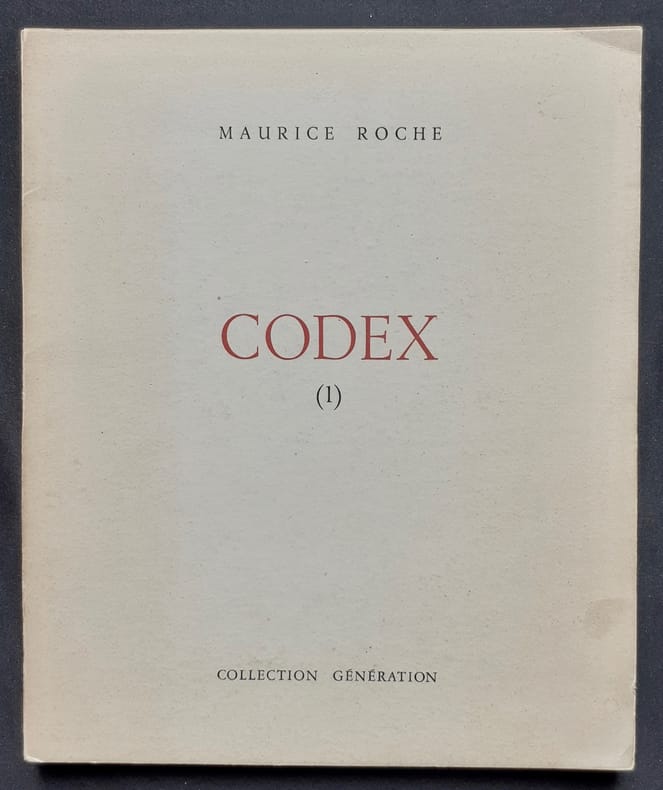 MAURICE ROCHE
CODEX
(1)
COLLECTION GÉNÉRATION